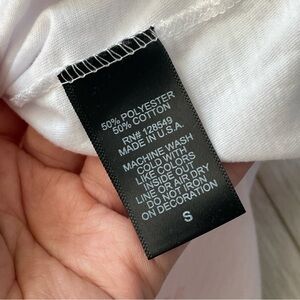 50% POLYESTER
50% COTTON
RN# 128549
MADE IN U.S.A.
MACHINE WASH
COLD WITH
LIKE COLORS
INSIDE OUT
LINE OR AIR DRY
DO NOT IRON
ON DECORATION
S